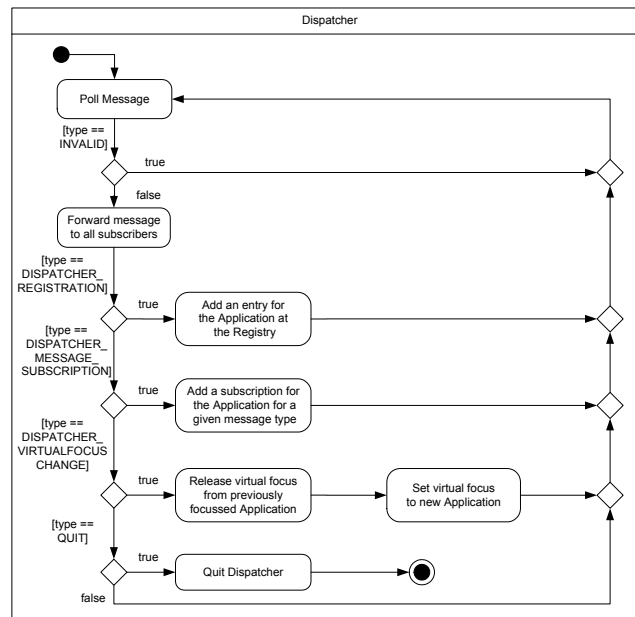 Dispatcher
Poll Message
[type ==
INVALID]
true
false
Forward message
to all subscribers
[type ==
DISPATCHER_
REGISTRATION]
true
Add an entry for
the Application at
the Registry
[type ==
DISPATCHER_
MESSAGE_
SUBSCRIPTION]
true
Add a subscription for
the Application for a
given message type
[type ==
DISPATCHER_
VIRTUALFOCUS
CHANGE]
true
Release virtual focus
from previously
focussed Application
Set virtual focus
to new Application
[type ==
QUIT]
true
Quit Dispatcher
false